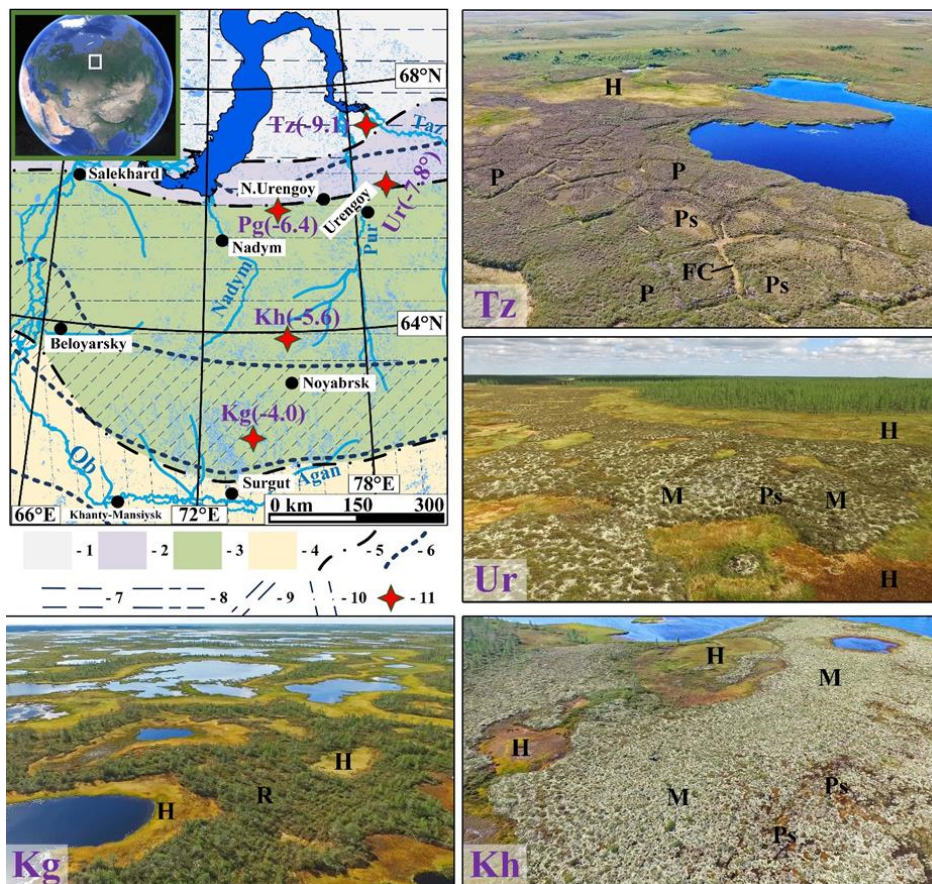 68°N
Tz(-9.1)
Taz
Salekhard
N.Urengoy
Urengoy
Ur(-7.8°)
Pg(-6.4)
Pur
Nadym
Nadym
Kh(-5.6)
64°N
Beloyarsky
Noyabrsk
Kg(-4.0)
Ob
Agan
Surgut
78°E
Khanty-Mansiysk
66°E
72°E
0 km 150 300
- 1 - 2 - 3 - 4 - 5 - 6
- 7 - 8 - 9 - 10 - 11
H
P
P
Ps
FC
P
Ps
Tz
H
M
Ps
M
H
Ur
H
R
H
Kg
H
M
H
M
Ps
Ps
Kh